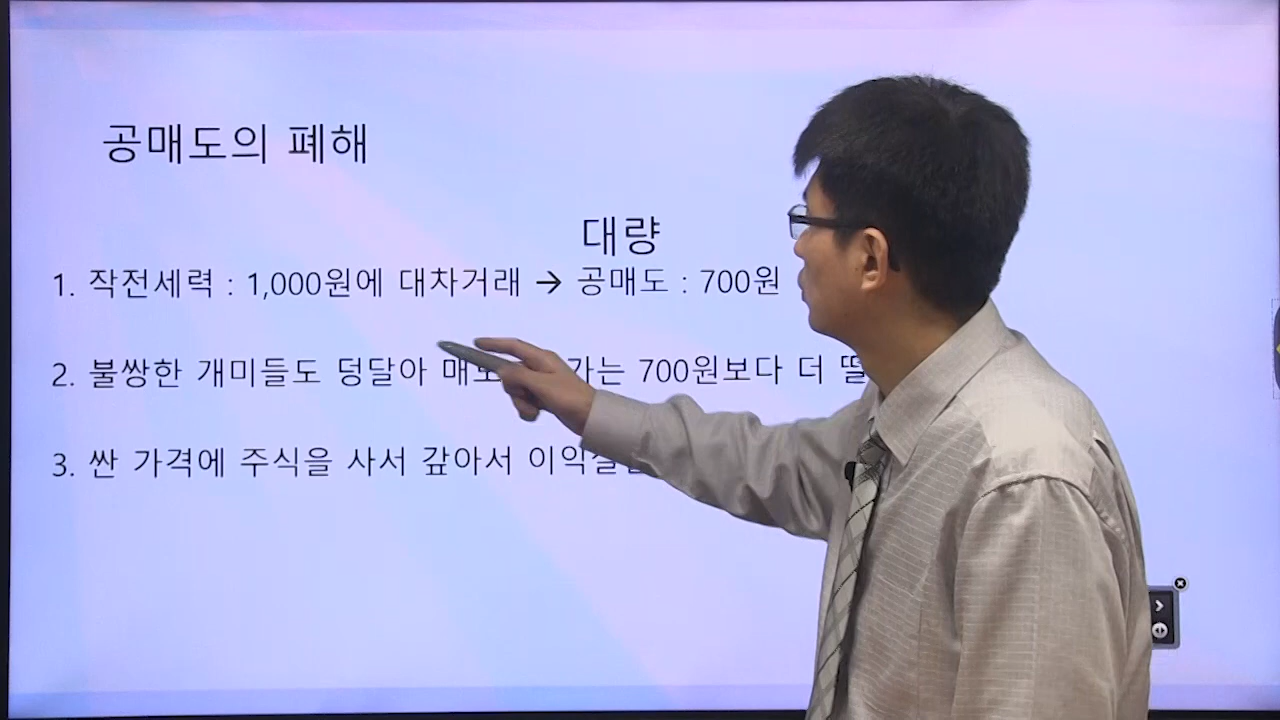 공매도의 폐해
대량
1. 작전세력 : 1,000원에 대차거래 → 공매도 : 700원
2. 불쌍한 개미들도 덩달아 700원보다 더
3. 싼 가격에 주식을 사서 갚아서